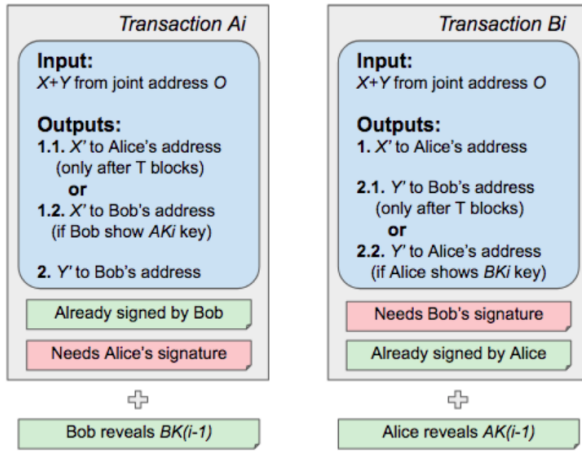 Transaction Ai
Input:
X+Y from joint address O
Outputs:
1.1. X' to Alice's address
(only after T blocks)
or
1.2. X' to Bob's address
(if Bob show AKi key)
2. Y' to Bob's address
Already signed by Bob
Needs Alice's signature
Bob reveals BK(i-1)
Transaction Bi
Input:
X+Y from joint address O
Outputs:
1. X' to Alice's address
2.1. Y' to Bob's address
(only after T blocks)
or
2.2. Y' to Alice's address
(if Alice shows BKi key)
Needs Bob's signature
Already signed by Alice
Alice reveals AK(i-1)